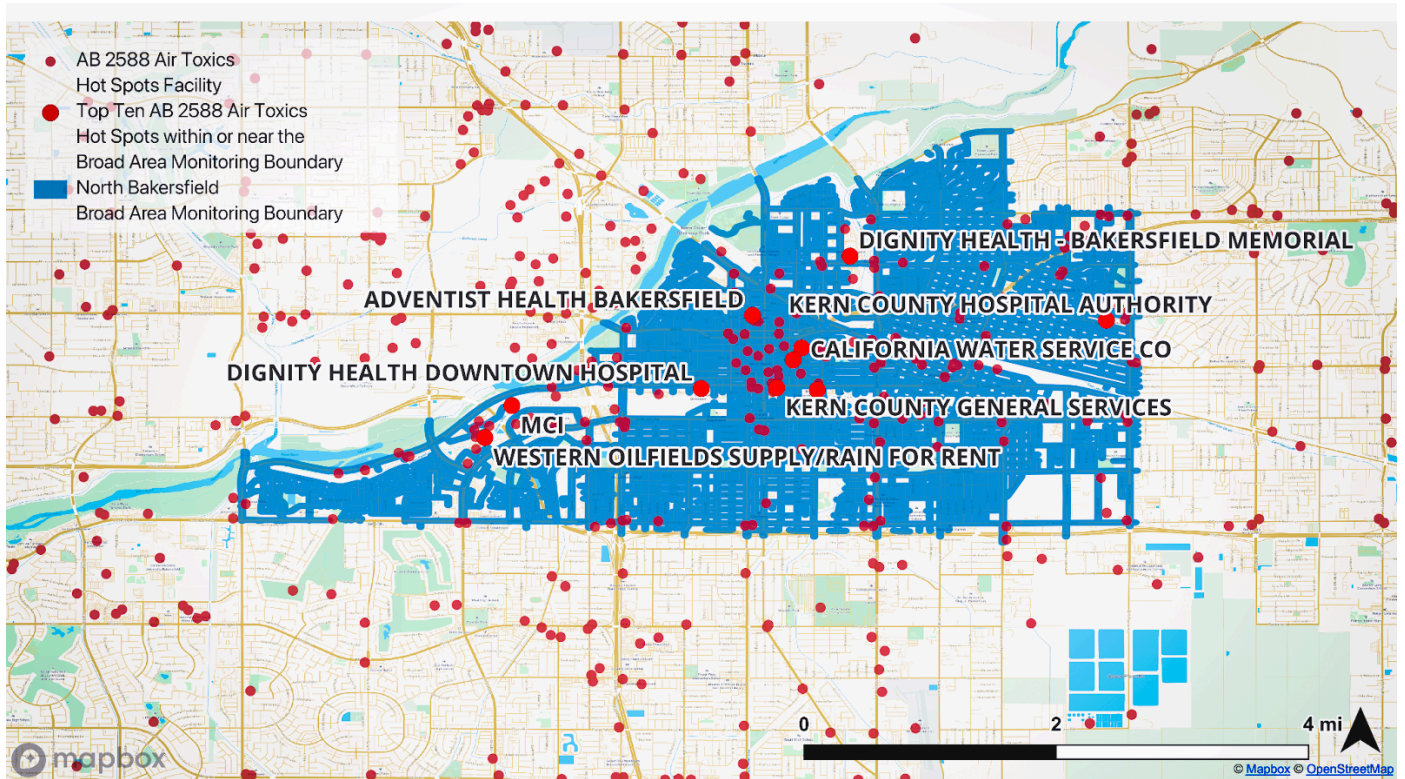 AB 2588 Air Toxics
Hot Spots Facility
Top Ten AB 2588 Air Toxics
Hot Spots within or near the
Broad Area Monitoring Boundary
North Bakersfield
Broad Area Monitoring Boundary
DIGNITY HEALTH - BAKERSFIELD MEMORIAL
ADVENTIST HEALTH BAKERSFIELD
KERN COUNTY HOSPITAL AUTHORITY
CALIFORNIA WATER SERVICE CO
DIGNITY HEALTH DOWNTOWN HOSPITAL
KERN COUNTY GENERAL SERVICES
MCI
WESTERN OILFIELDS SUPPLY/RAIN FOR RENT
0 2 4 mi
mapbox
© Mapbox © OpenStreetMap